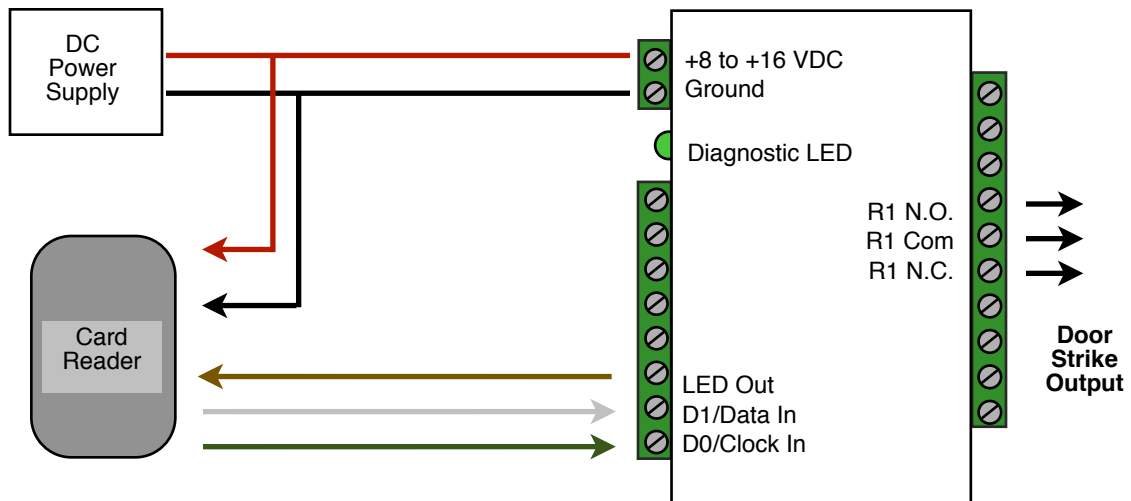 DC
Power
Supply
+8 to +16 VDC
Ground
Diagnostic LED
R1 N.O.
R1 Com
R1 N.C.
Card
Reader
LED Out
D1/Data In
D0/Clock In
Door
Strike
Output